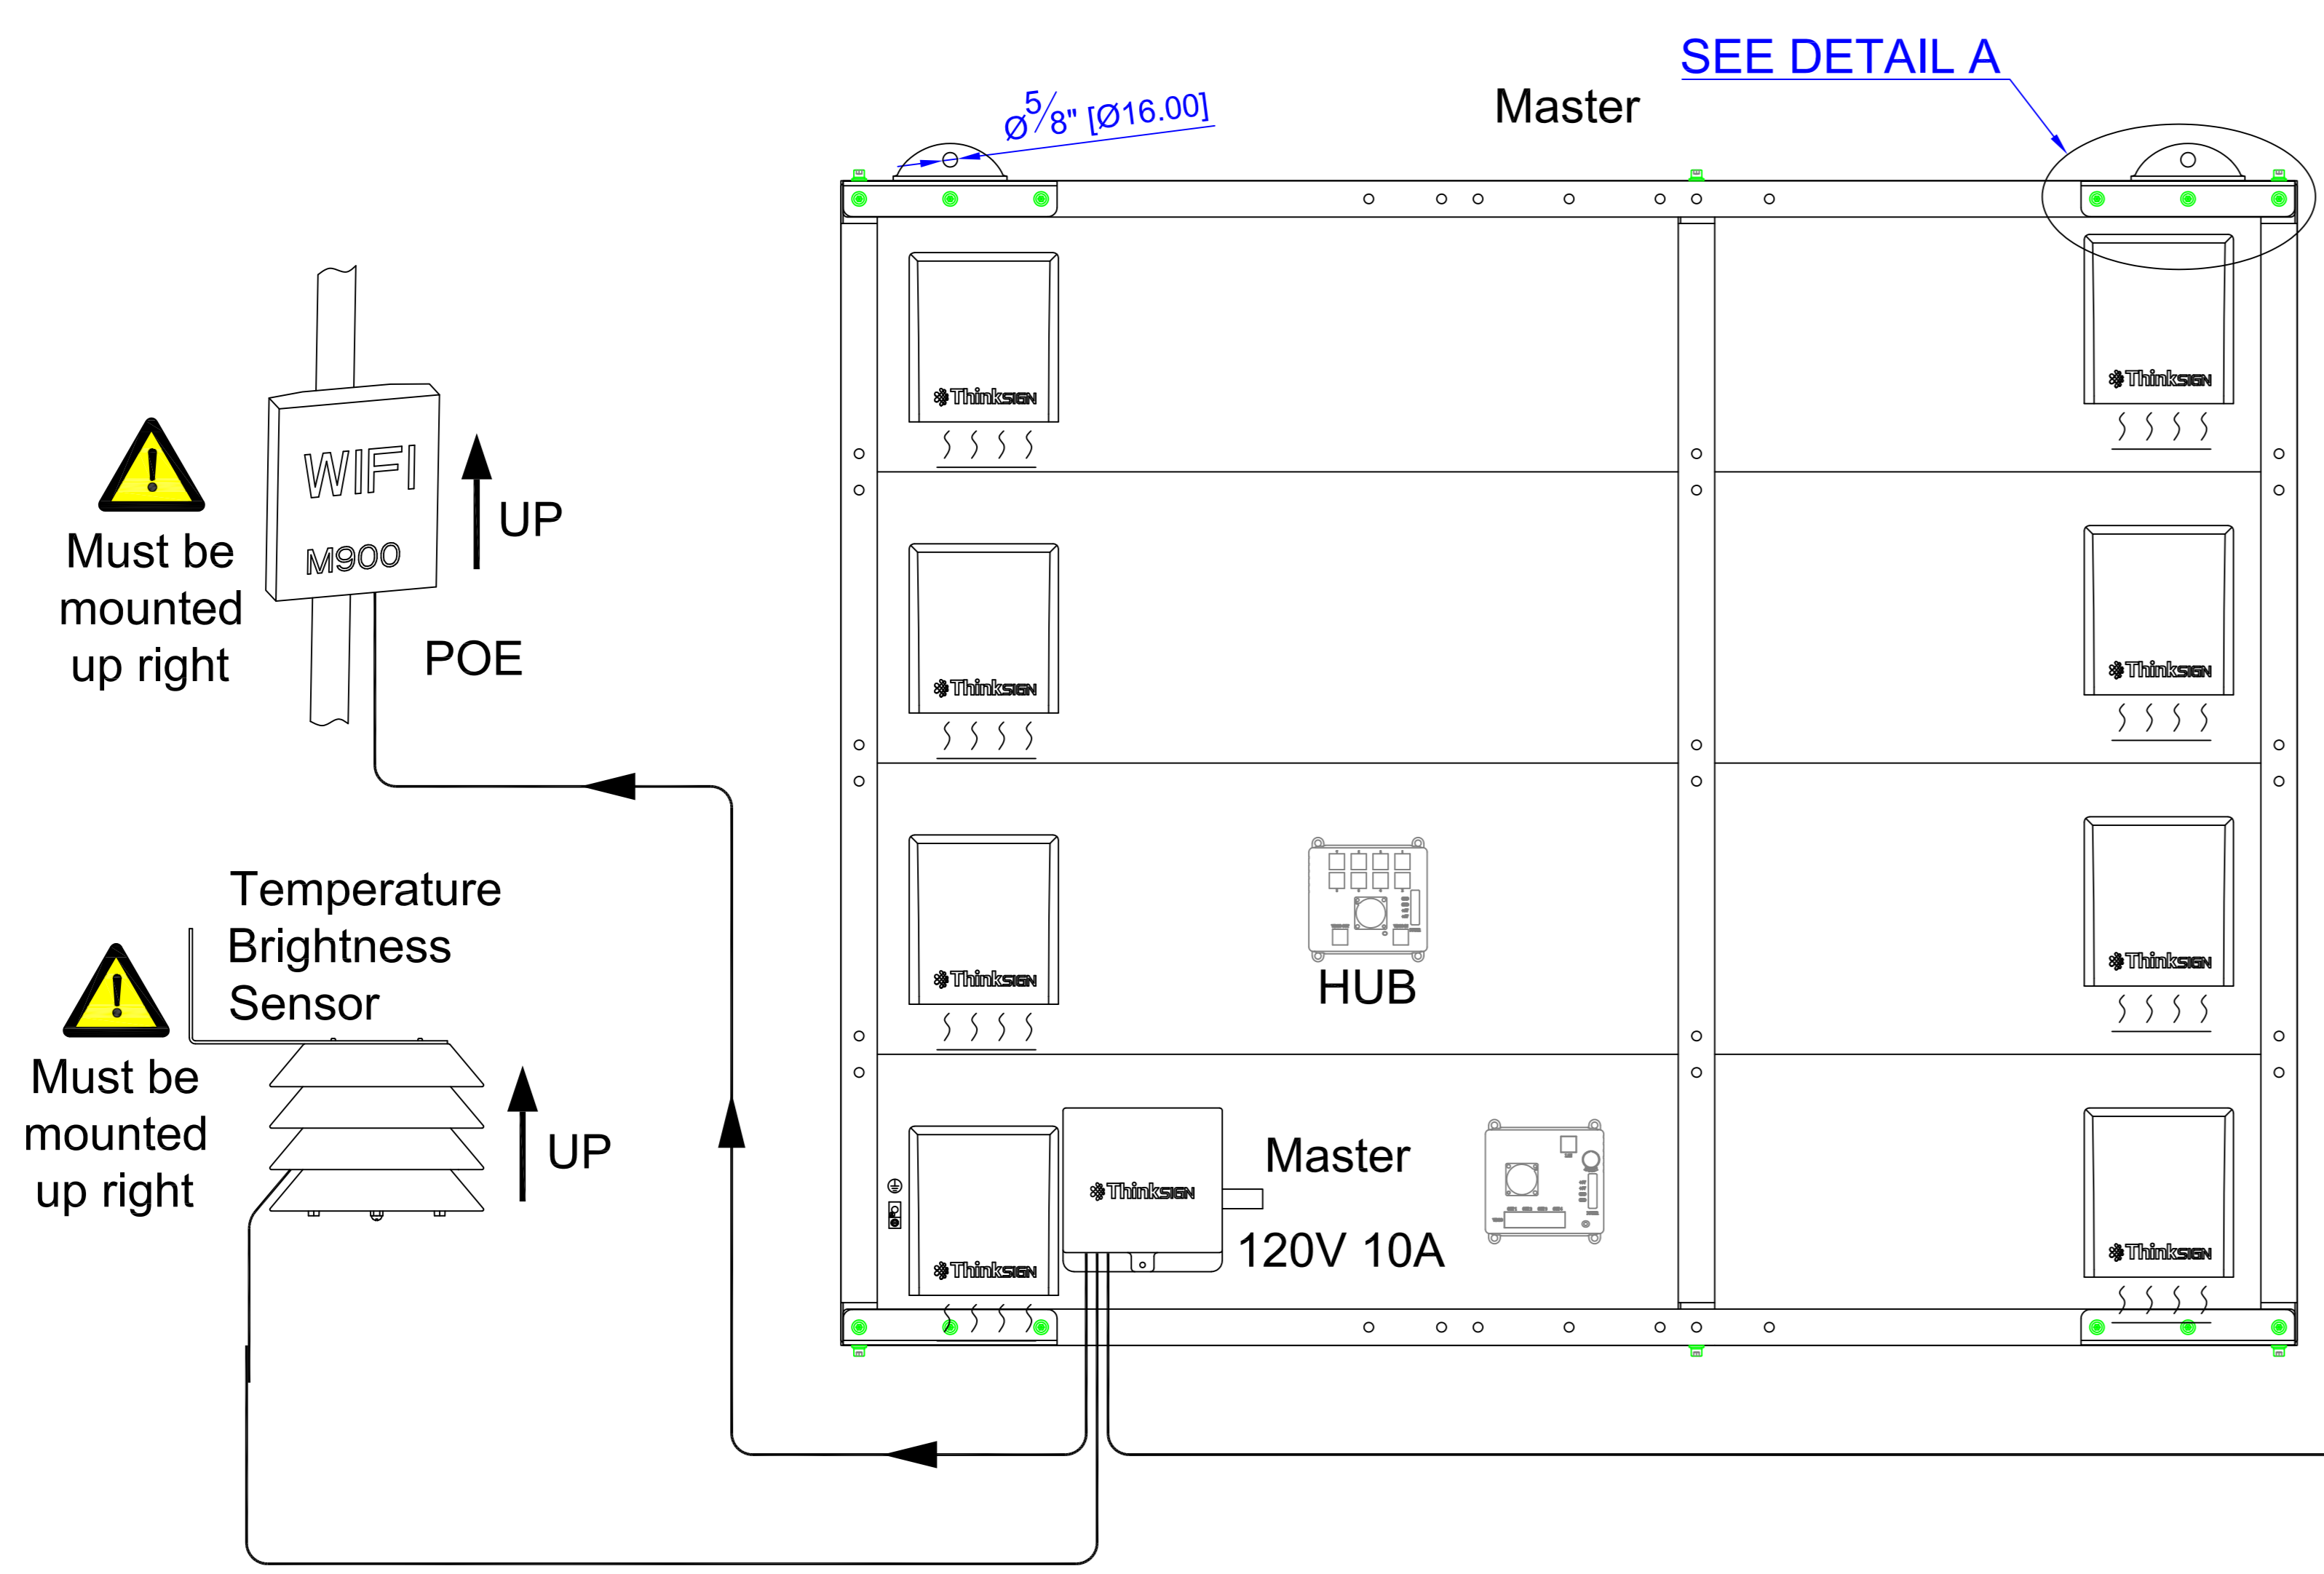 SEE DETAIL A
Master
Ø5/8" [Ø16.00]
ThinkSIGN
ThinkSIGN
WIFI
M900
UP
Must be
mounted
up right
POE
ThinkSIGN
ThinkSIGN
Temperature
Brightness
Sensor
Must be
mounted
up right
UP
ThinkSIGN
ThinkSIGN
HUB
ThinkSIGN
Master
120V 10A
ThinkSIGN
ThinkSIGN